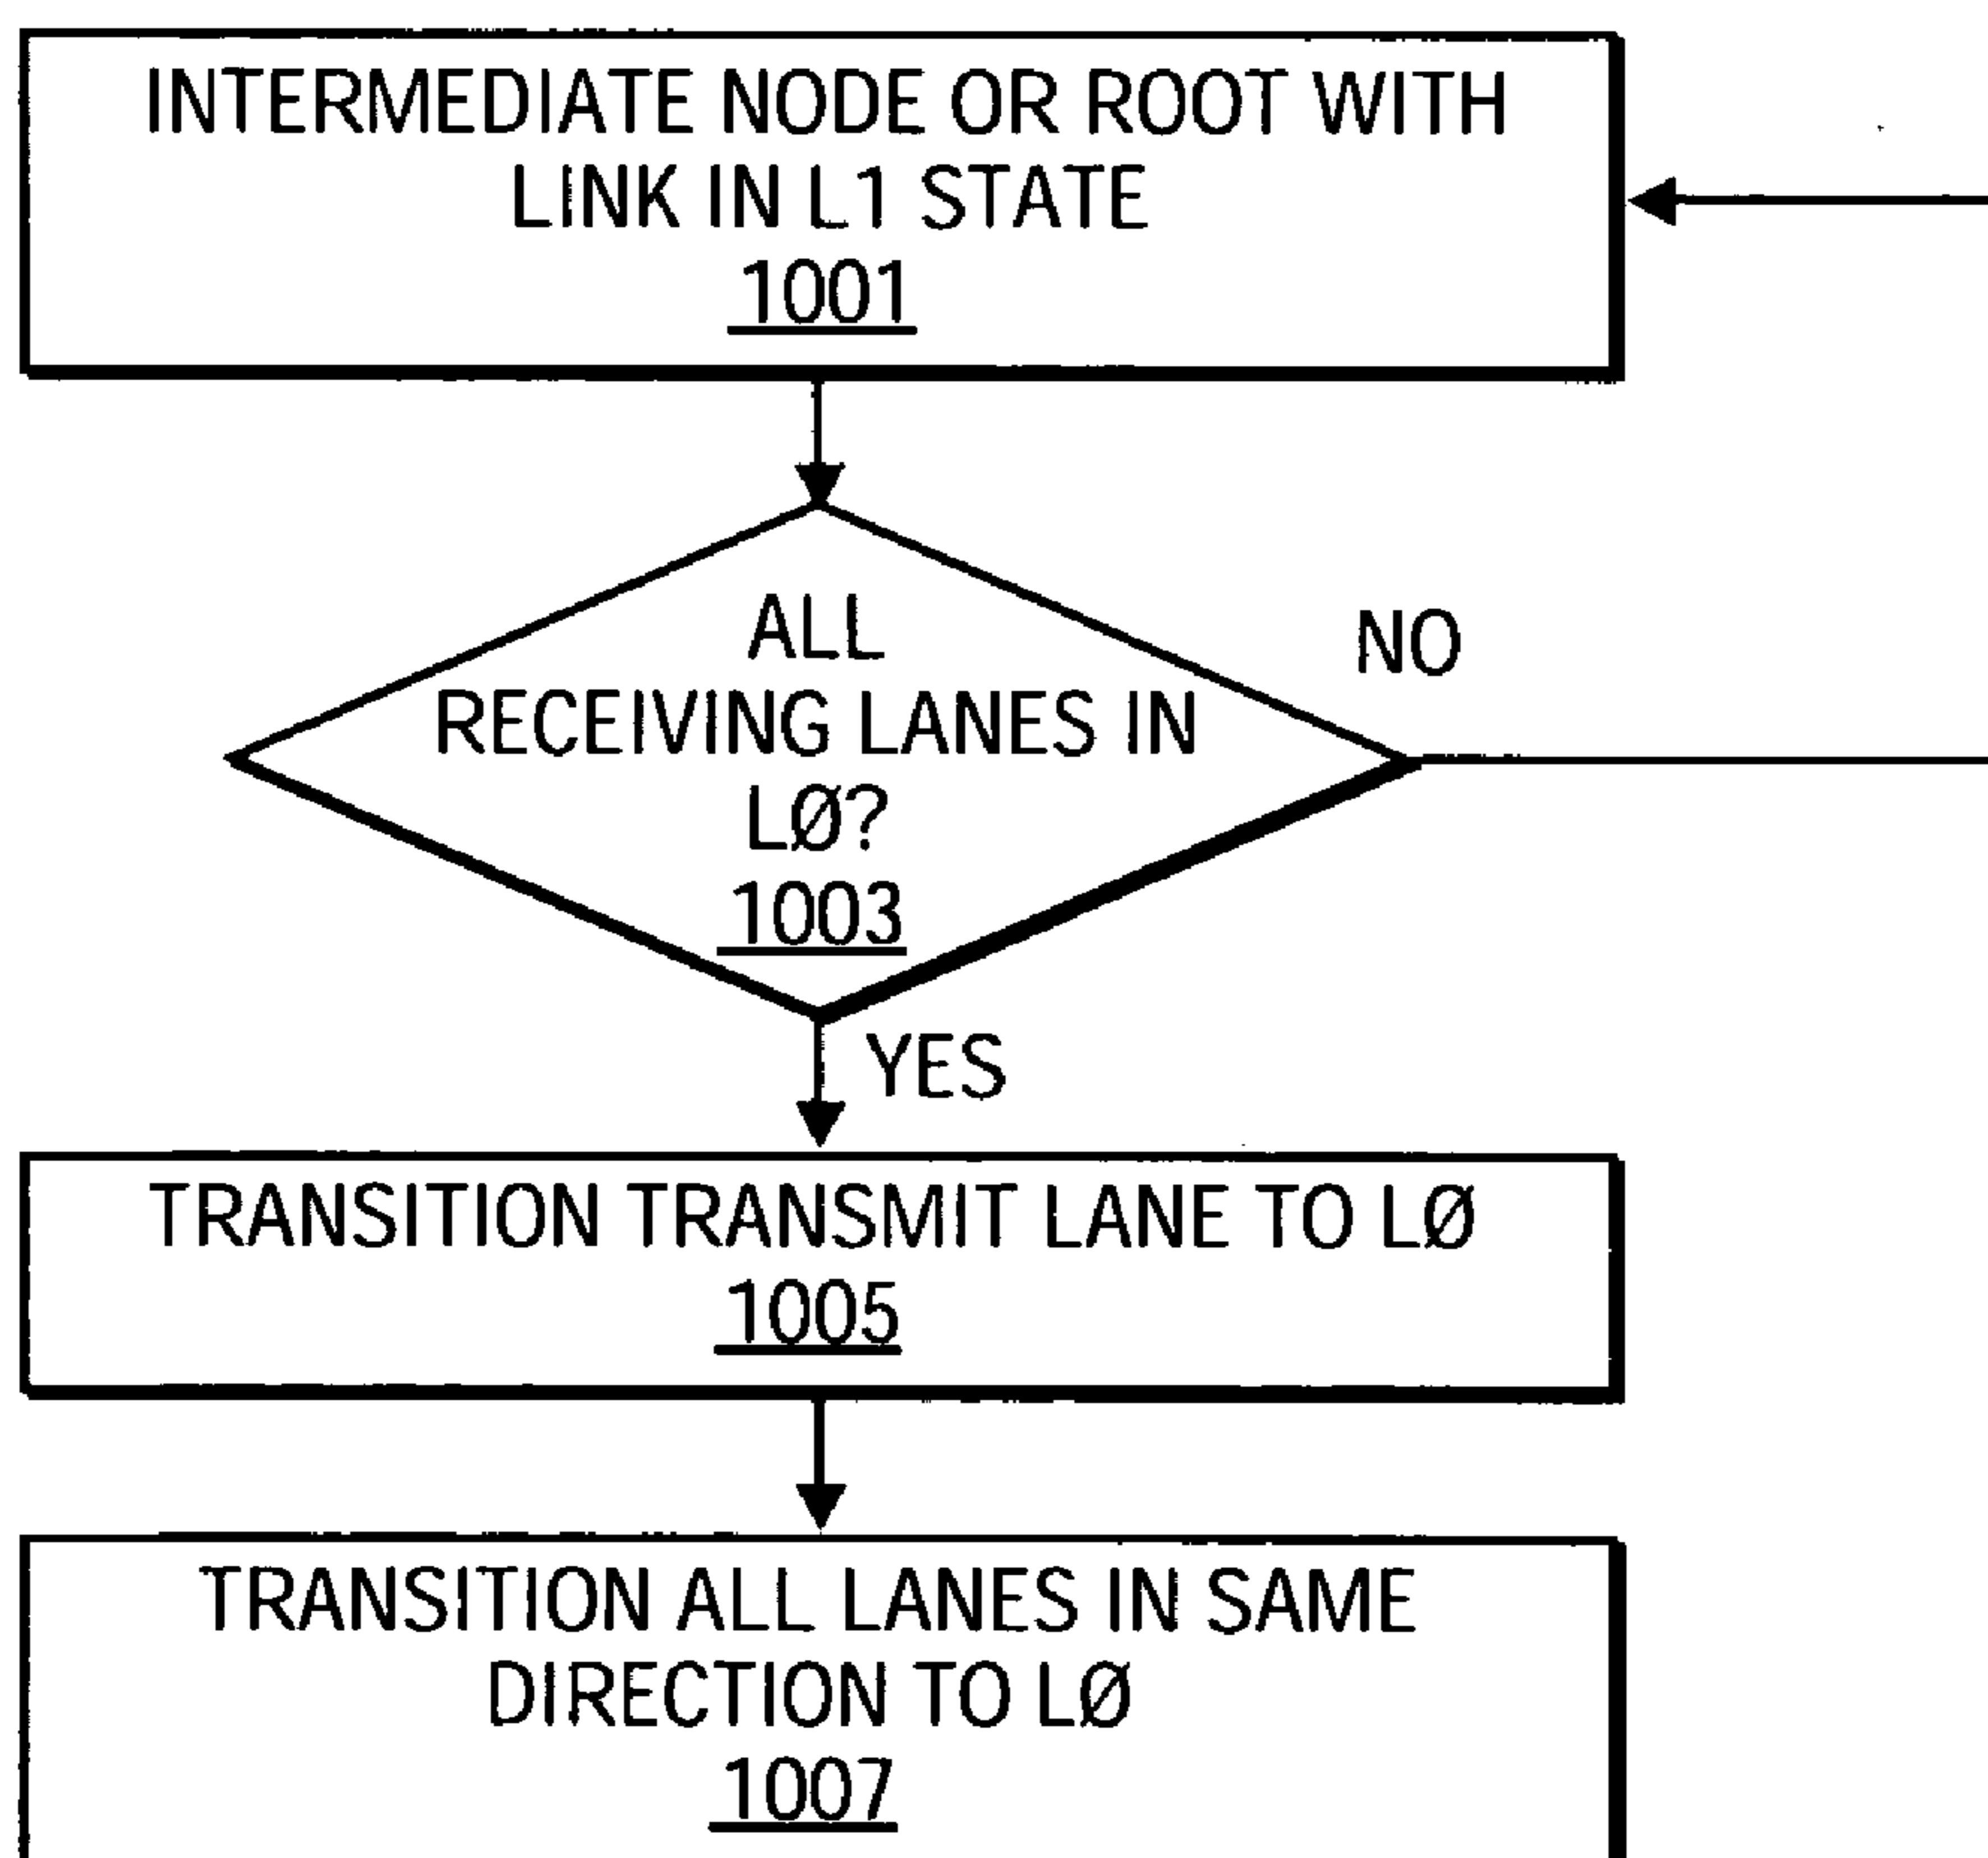 INTERMEDIATE NODE OR ROOT WITH
LINK IN L1 STATE
1001
ALL
RECEIVING LANES IN
LØ?
1003
NO
YES
TRANSITION TRANSMIT LANE TO LØ
1005
TRANSITION ALL LANES IN SAME
DIRECTION TO LØ
1007